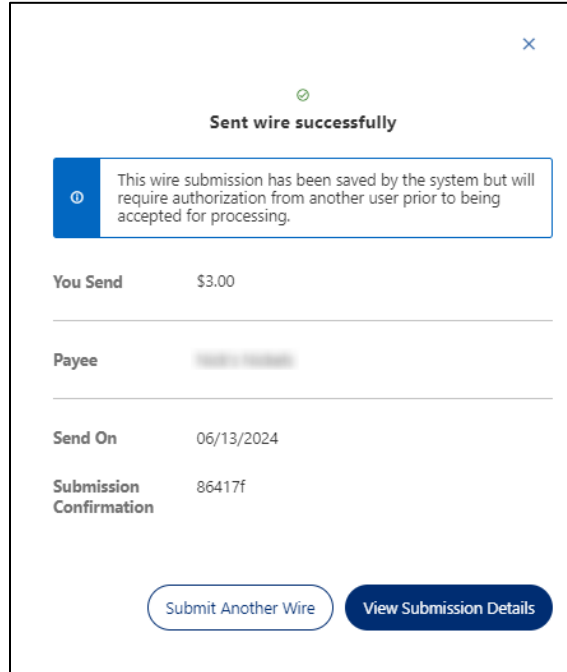 Sent wire successfully
This wire submission has been saved by the system but will
require authorization from another user prior to being
accepted for processing.
You Send $3.00
Payee
Send On 06/13/2024
Submission 86417f
Confirmation
Submit Another Wire View Submission Details